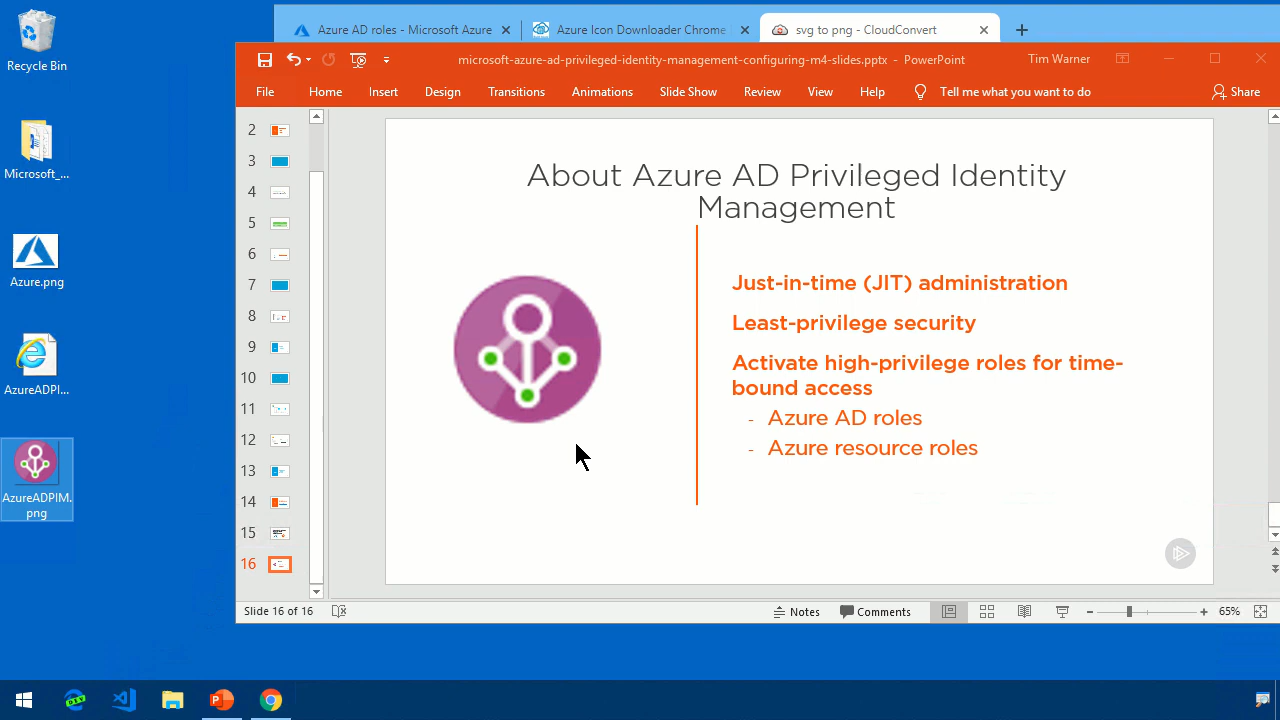 Recycle Bin
Microsoft_...
Azure.png
AzureADPI...
AzureADPIM.
png
Azure AD roles - Microsoft Azure
Azure Icon Downloader Chrome
svg to png - CloudConvert
microsoft-azure-ad-privileged-identity-management-configuring-m4-slides.pptx - PowerPoint
Tim Warner
File Home Insert Design Transitions Animations Slide Show Review View Help Tell me what you want to do Share
2
3
4
5
6
7
8
9
10
11
12
13
14
15
16
About Azure AD Privileged Identity
Management
Just-in-time (JIT) administration
Least-privilege security
Activate high-privilege roles for time-
bound access
- Azure AD roles
- Azure resource roles
Slide 16 of 16 Notes Comments 65%